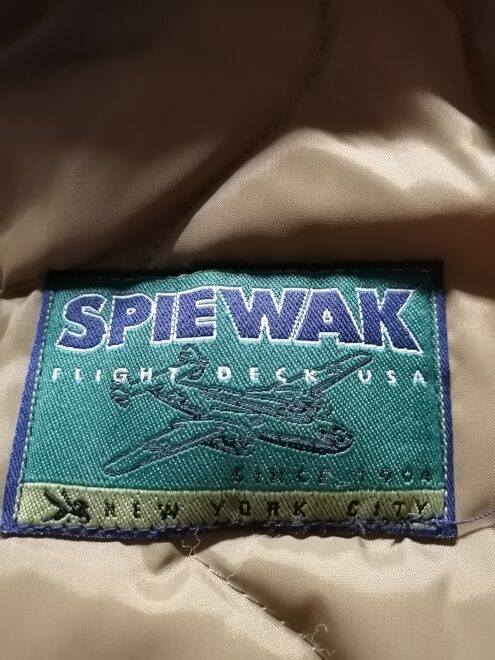 SPIEWAK
FLIGHT DECK USA
SINCE 1904
NEW YORK CITY